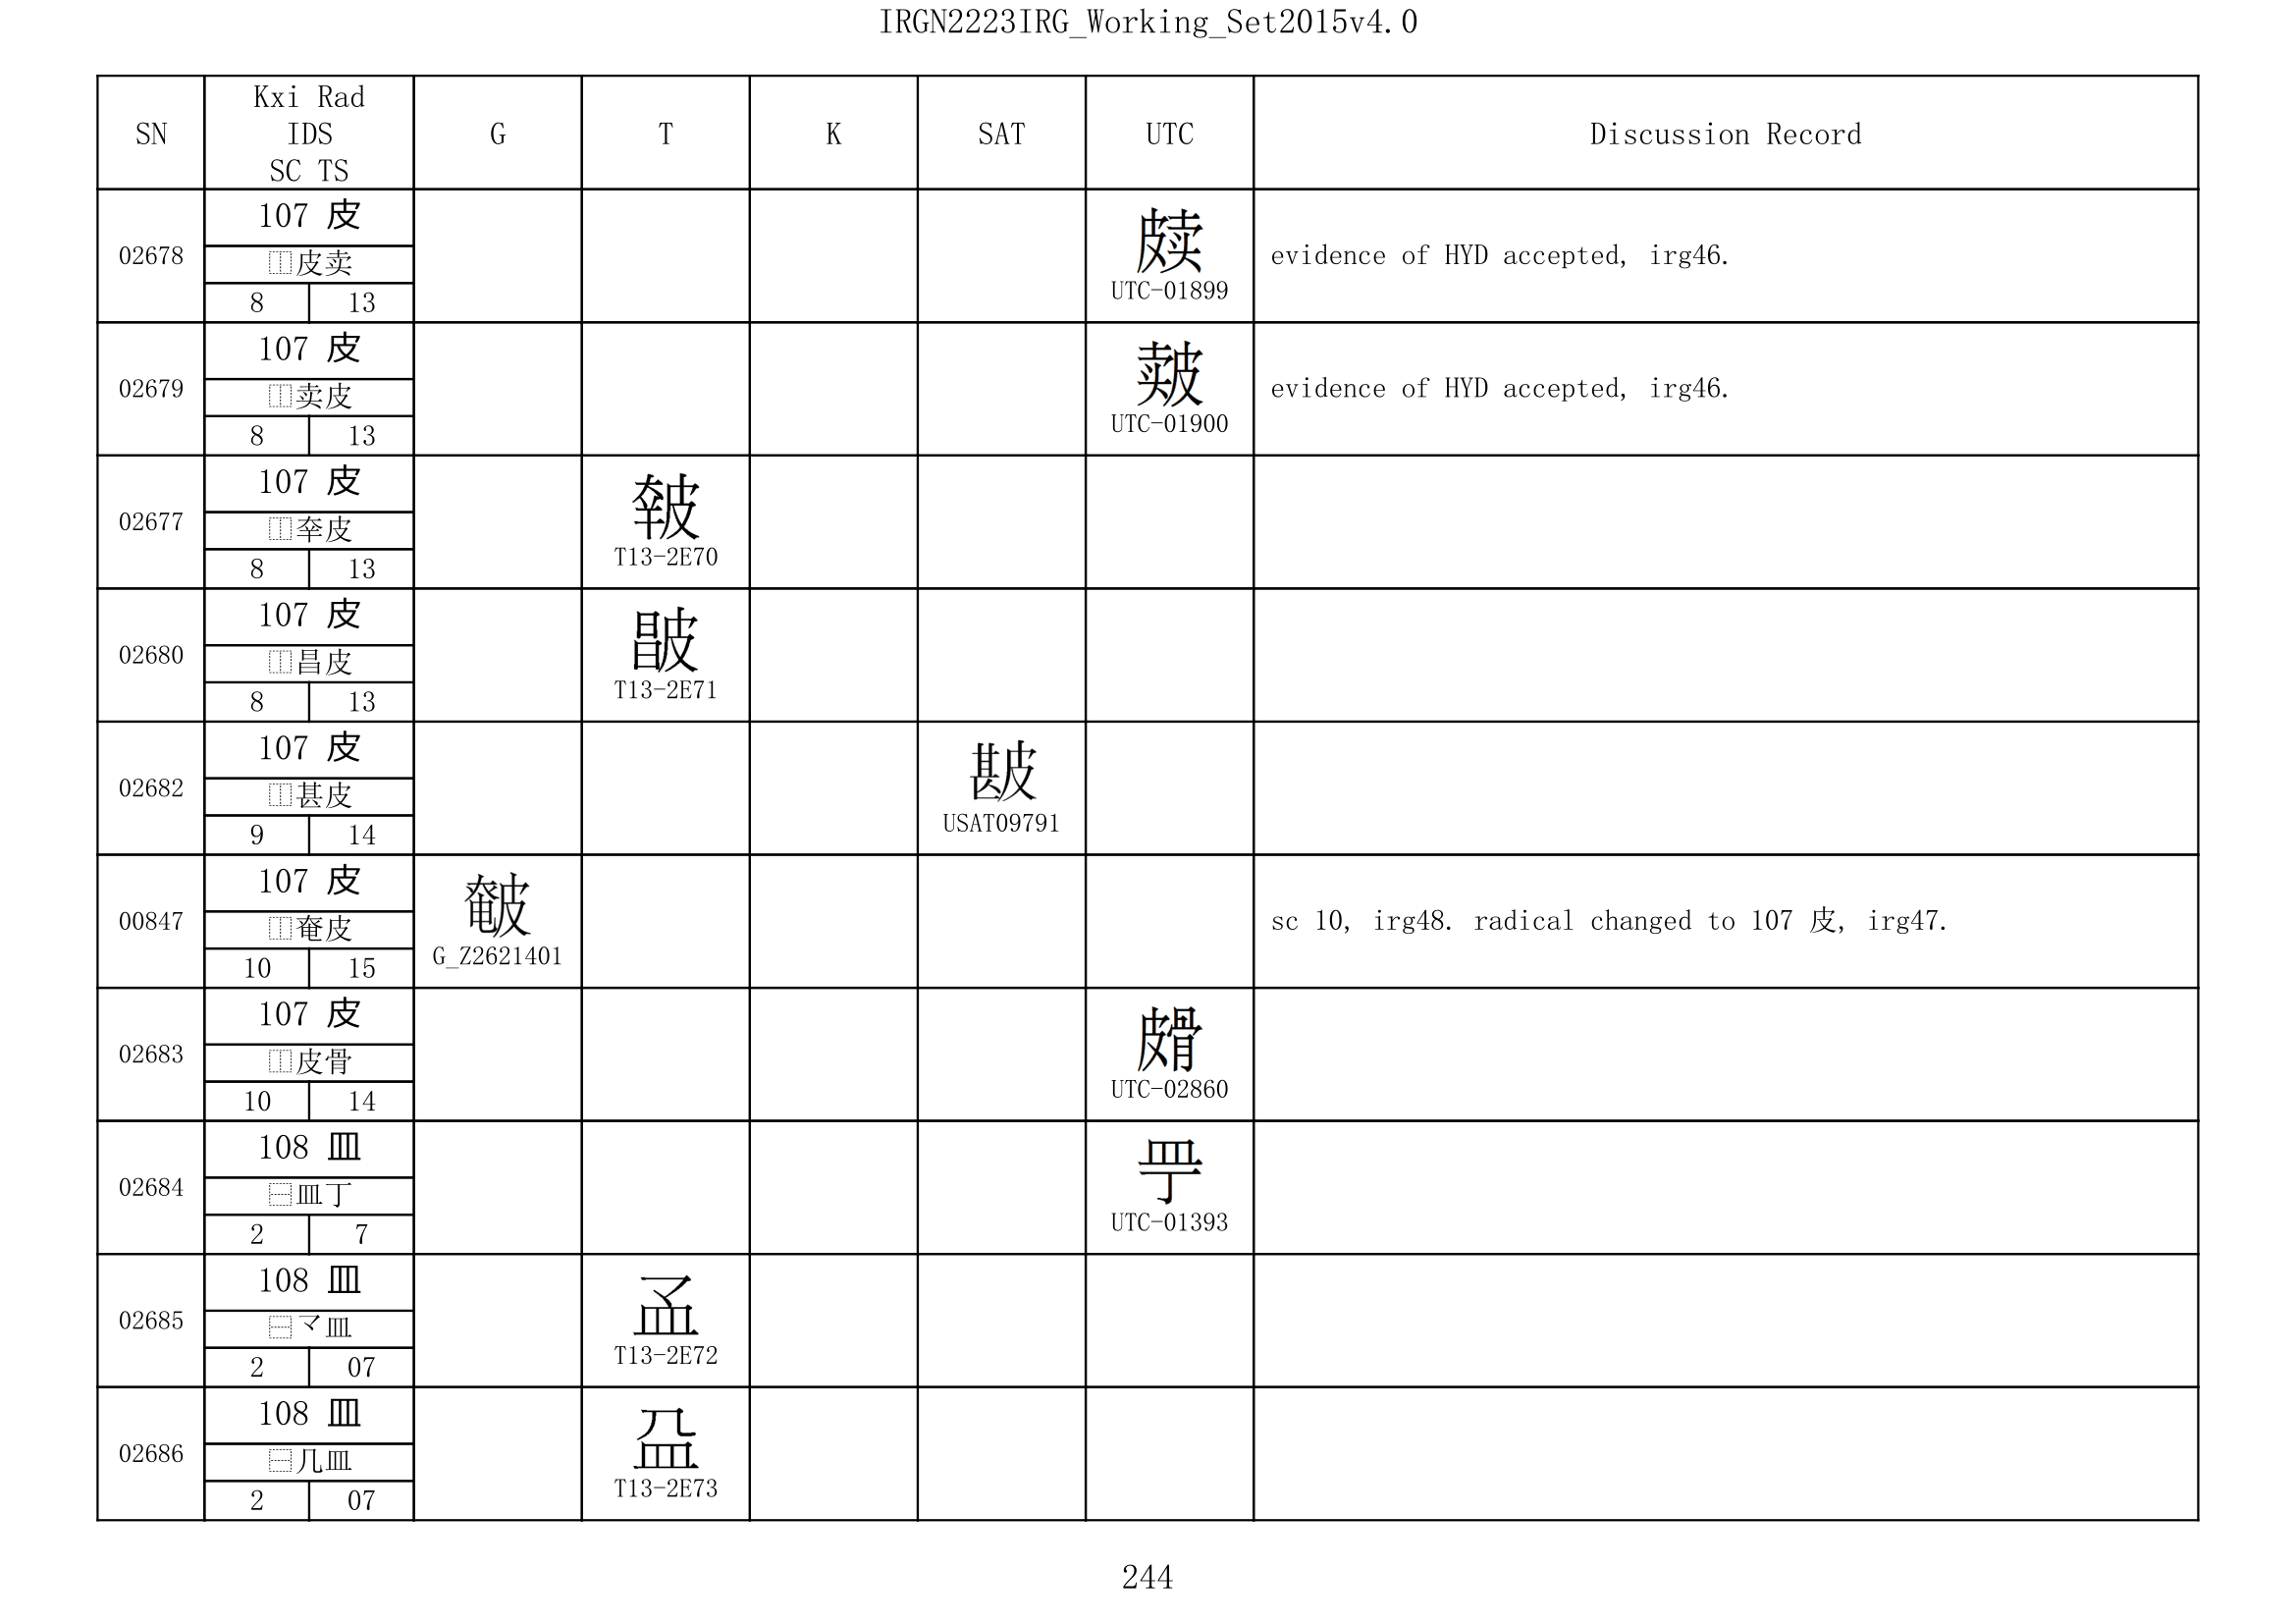 IRGN2223IRG_Working_Set2015v4.0
SN Kxi Rad IDS SC TS G T K SAT UTC Discussion Record
02678 107 皮 ⿰皮卖 8 13 UTC-01899 evidence of HYD accepted, irg46.
02679 107 皮 ⿰卖皮 8 13 UTC-01900 evidence of HYD accepted, irg46.
02677 107 皮 ⿰皮 8 13 T13-2E70
02680 107 皮 ⿰昌皮 8 13 T13-2E71
02682 107 皮 ⿰甚皮 9 14 USAT09791
00847 107 皮 ⿰奄皮 10 15 G_Z2621401 sc 10, irg48. radical changed to 107 皮, irg47.
02683 107 皮 ⿰皮骨 10 14 UTC-02860
02684 108 皿 ⿱皿丁 2 7 UTC-01393
02685 108 皿 ⿱龴皿 2 07 T13-2E72
02686 108 皿 ⿱几皿 2 07 T13-2E73
244